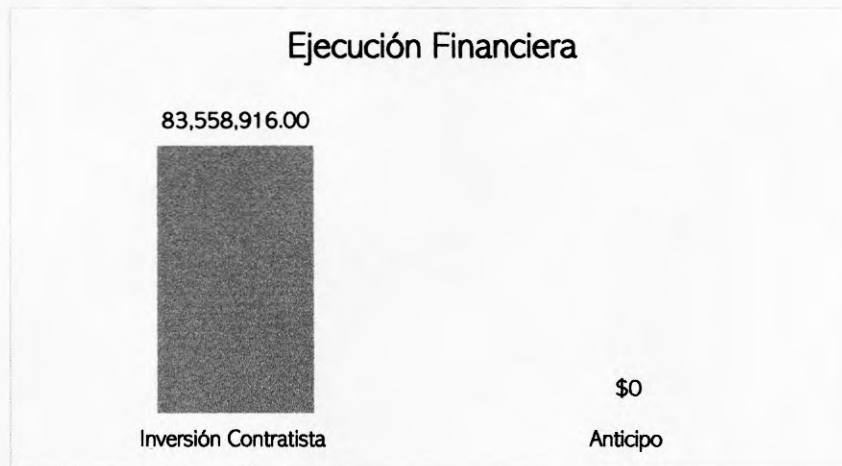 Ejecución Financiera
83,558,916.00
$0
Inversión Contratista
Anticipo